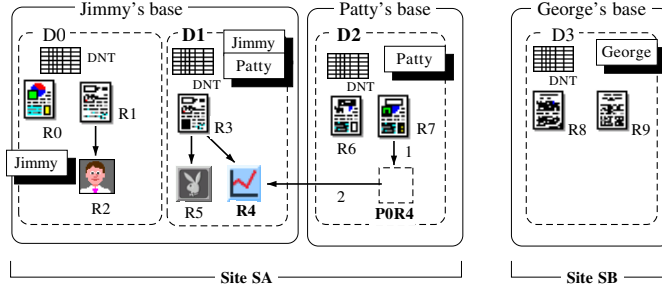 Jimmy's base
Patty's base
George's base
D0
DNT
R0
R1
Jimmy
R2
D1
Jimmy
Patty
DNT
R3
R5
R4
D2
Patty
DNT
R6
R7
1
2
P0R4
D3
George
DNT
R8
R9
Site SA
Site SB